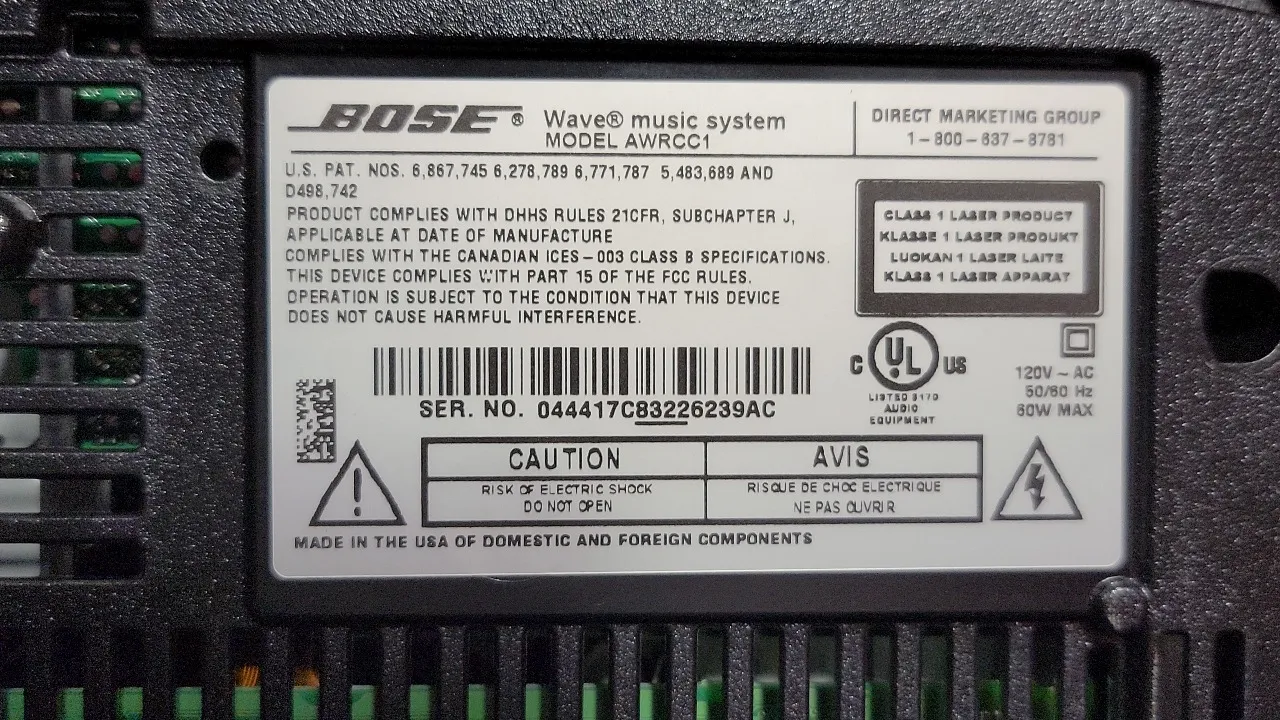 BOSE® Wave® music system
MODEL AWRCC1
DIRECT MARKETING GROUP
1-800-637-8781
U.S. PAT. NOS. 6,867,745 6,278,789 6,771,787 5,483,689 AND
D498,742
PRODUCT COMPLIES WITH DHHS RULES 21CFR, SUBCHAPTER J,
APPLICABLE AT DATE OF MANUFACTURE
COMPLIES WITH THE CANADIAN ICES-003 CLASS B SPECIFICATIONS.
THIS DEVICE COMPLIES WITH PART 15 OF THE FCC RULES.
OPERATION IS SUBJECT TO THE CONDITION THAT THIS DEVICE
DOES NOT CAUSE HARMFUL INTERFERENCE.
CLASS 1 LASER PRODUCT
KLASSE 1 LASER PRODUKT
LUOKAN 1 LASER LAITE
KLASS 1 LASER APPARAT
SER. NO. 044417C83226239AC
C UL US
LISTED 3170
AUDIO
EQUIPMENT
120V ~ AC
50/60 Hz
60W MAX
CAUTION
RISK OF ELECTRIC SHOCK
DO NOT OPEN
AVIS
RISQUE DE CHOC ELECTRIQUE
NE PAS OUVRIR
MADE IN THE USA OF DOMESTIC AND FOREIGN COMPONENTS